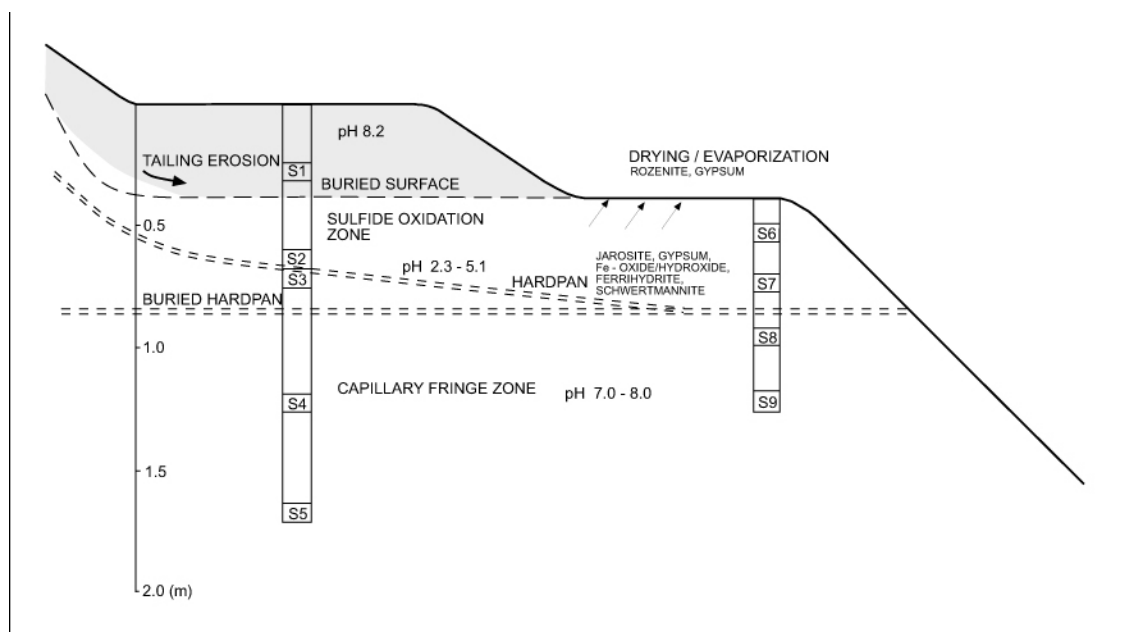 pH 8.2
TAILING EROSION
S1
DRYING / EVAPORIZATION
ROZENITE, GYPSUM
BURIED SURFACE
0.5
SULFIDE OXIDATION
ZONE
S6
S2
pH 2.3 - 5.1
JAROSITE, GYPSUM,
Fe - OXIDE/HYDROXIDE,
FERRIHYDRITE,
SCHWERTMANNITE
S3
HARDPAN
S7
BURIED HARDPAN
1.0
S8
CAPILLARY FRINGE ZONE
pH 7.0 - 8.0
S4
S9
1.5
S5
2.0 (m)